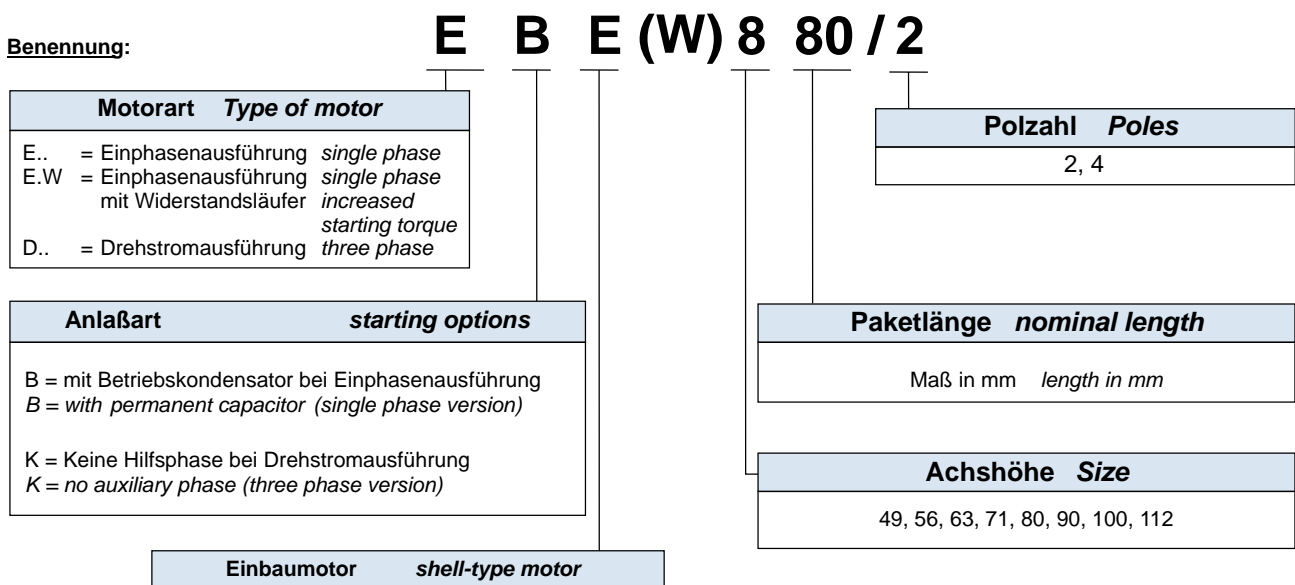 Benennung:
E B E (W) 8 80 / 2
Motorart Type of motor
E.. = Einphasenausführung single phase
E.W = Einphasenausführung single phase
mit Widerstandsläufer increased
starting torque
D.. = Drehstromausführung three phase
Polzahl Poles
2, 4
Anlaßart starting options
B = mit Betriebskondensator bei Einphasenausführung
B = with permanent capacitor (single phase version)
K = Keine Hilfsphase bei Drehstromausführung
K = no auxiliary phase (three phase version)
Paketlänge nominal length
Maß in mm length in mm
Achshöhe Size
49, 56, 63, 71, 80, 90, 100, 112
Einbaumotor shell-type motor